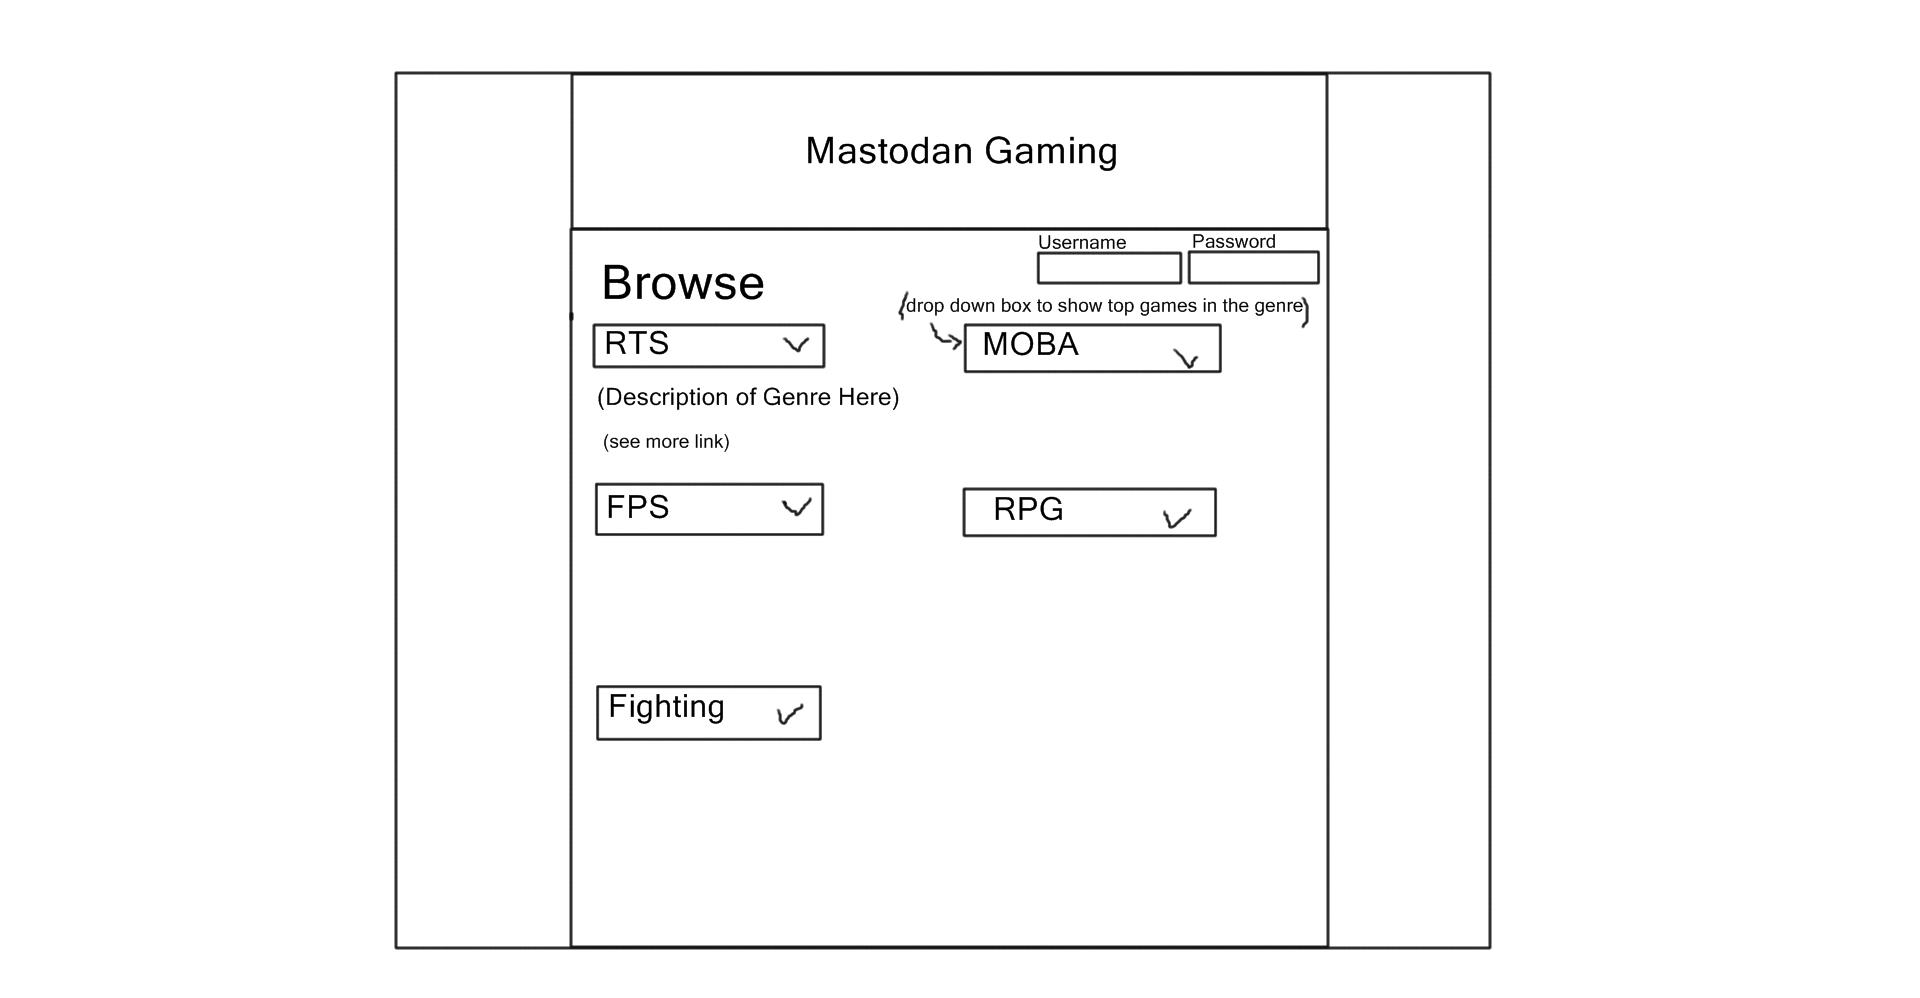 Mastodan Gaming
Username Password
Browse
(drop down box to show top games in the genre)
RTS
MOBA
(Description of Genre Here)
(see more link)
FPS
RPG
Fighting